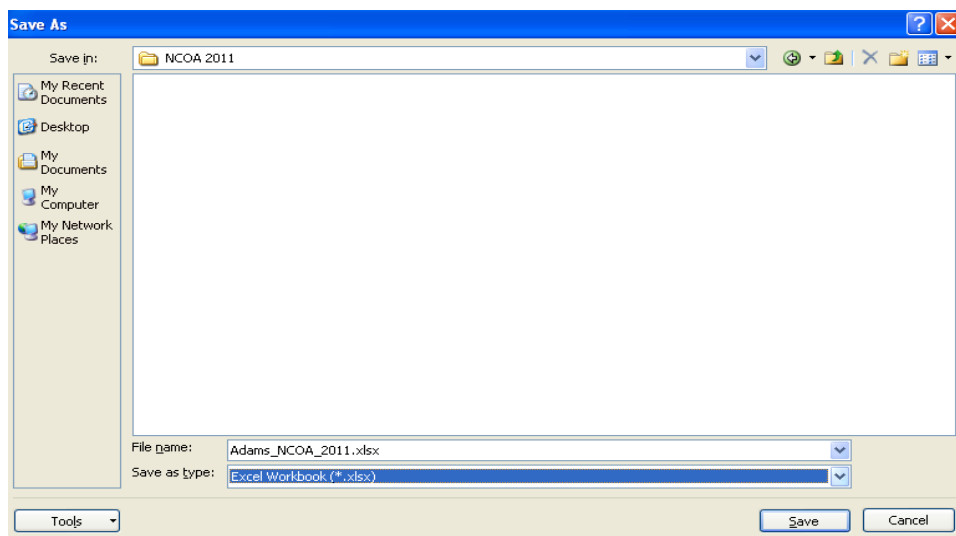 Save As
Save in:
NCOA 2011
My Recent
Documents
Desktop
My
Documents
My
Computer
My Network
Places
File name:
Adams_NCOA_2011.xlsx
Save as type:
Excel Workbook (*.xlsx)
Tools
Save
Cancel